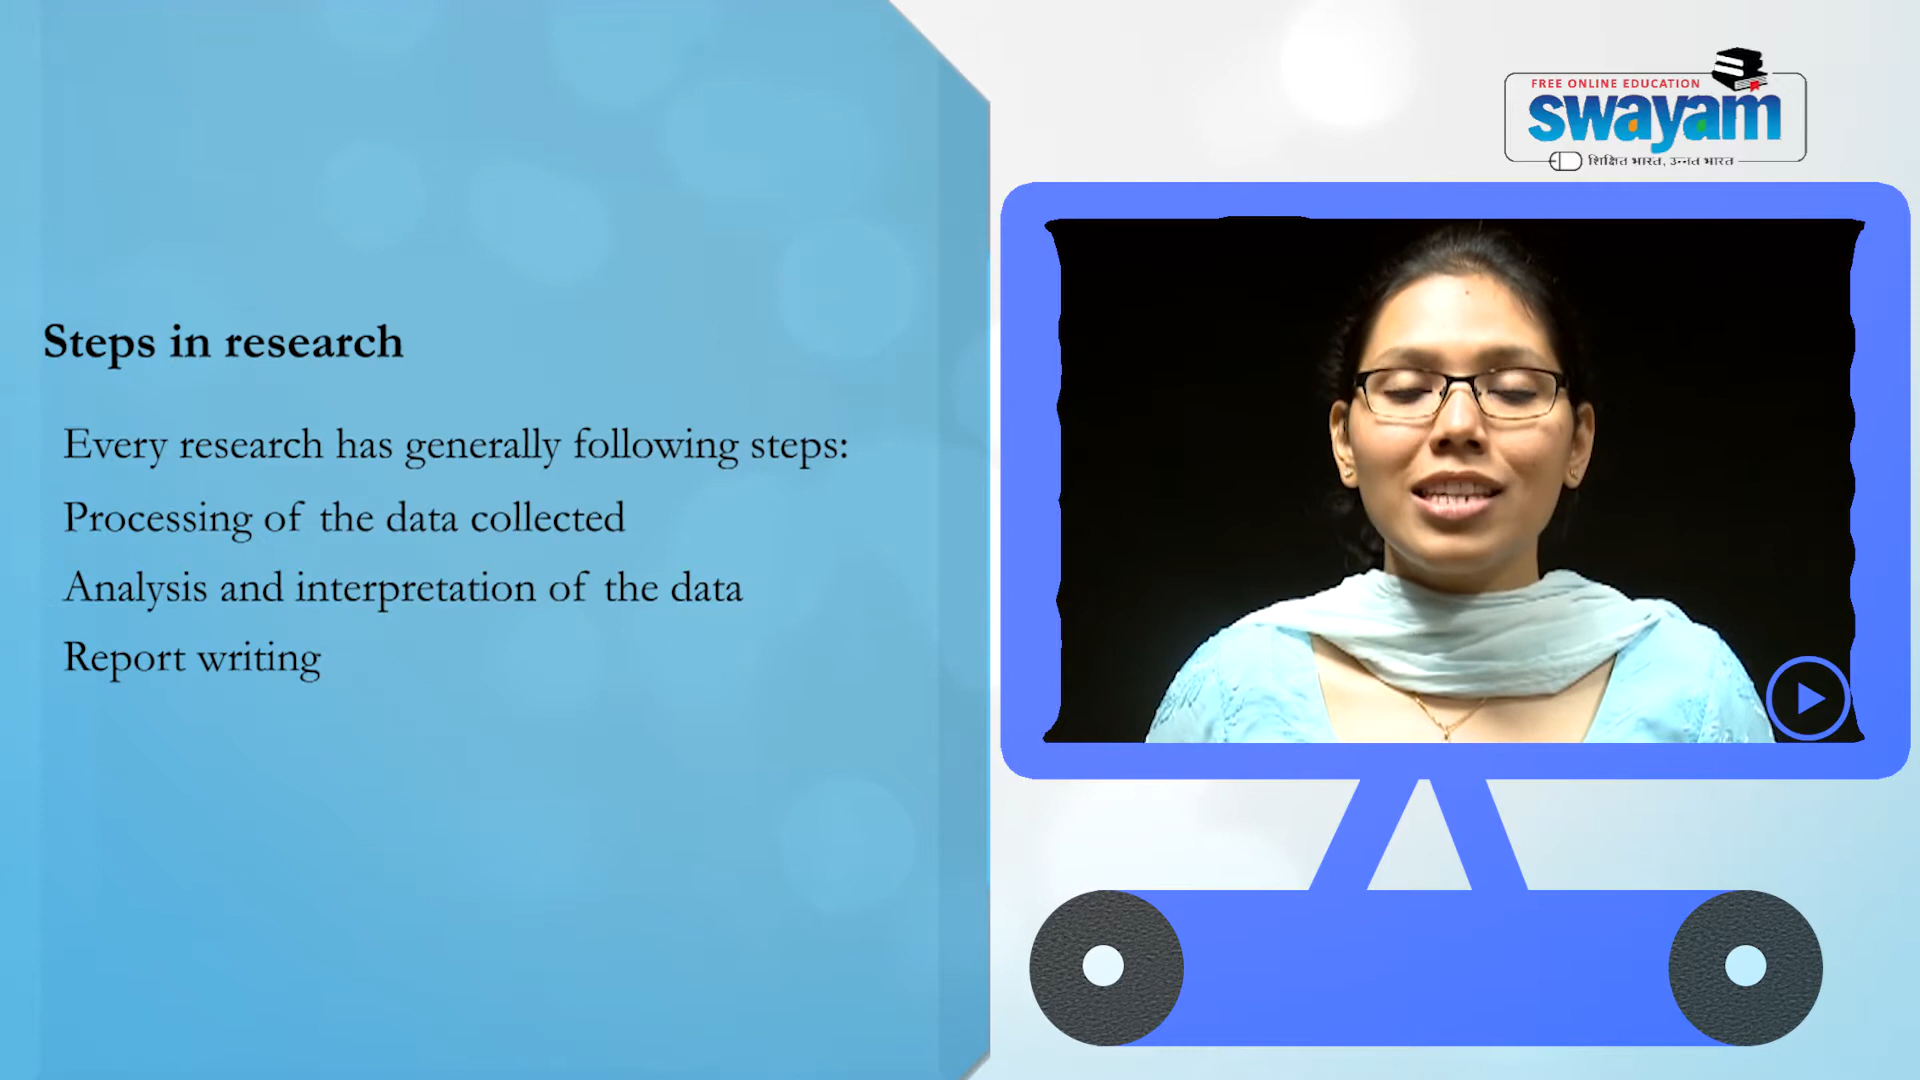 Steps in research
Every research has generally following steps:
Processing of the data collected
Analysis and interpretation of the data
Report writing
FREE ONLINE EDUCATION
swayam
शिक्षित भारत, उन्नत भारत